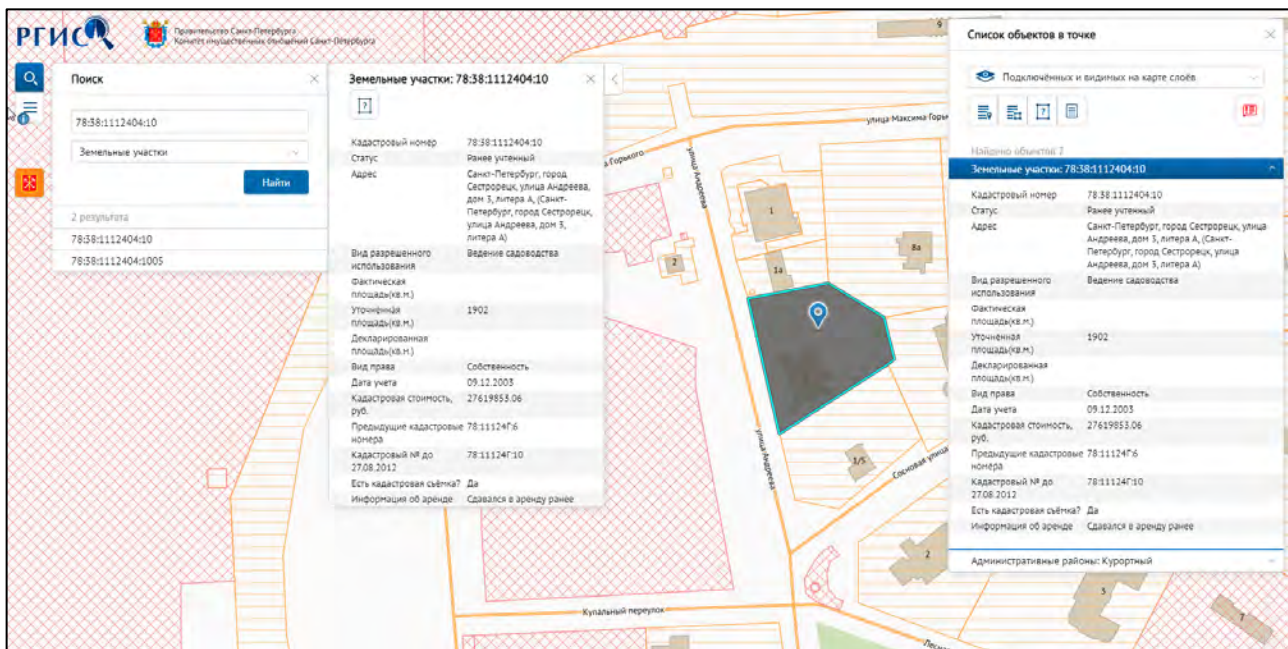 РГИС
Правительство Санкт-Петербурга
Комитет имущественных отношений Санкт-Петербурга
Поиск
78:38:1112404:10
Земельные участки
Найти
2 результата
78:38:1112404:10
78:38:1112404:1005
Земельные участки: 78:38:1112404:10
Кадастровый номер 78:38:1112404:10
Статус Ранее учтенный
Адрес Санкт-Петербург, город
Сестрорецк, улица Андреева,
дом 3, литера А, (Санкт-
Петербург, город Сестрорецк,
улица Андреева, дом 3,
литера А)
Вид разрешенного Ведение садоводства
использования
Фактическая
площадь(кв.м.)
Уточненная 1902
площадь(кв.м.)
Декларированная
площадь(кв.м.)
Вид права Собственность
Дата учета 09.12.2003
Кадастровая стоимость, 27619853.06
руб.
Предыдущие кадастровые 78:11124Г:6
номера
Кадастровый № до 78:11124Г:10
27.08.2012
Есть кадастровая съёмка? Да
Информация об аренде Сдавался в аренду ранее
9
улица Максима Горь
Горького
улица Андреева
1
2
1а
8а
улица Андреева
3/5
Сосновая улица
2
3
7
Купальный переулок
Лесн
Список объектов в точке
Подключённых и видимых на карте слоёв
Найдено объектов 7
Земельные участки: 78:38:1112404:10
Кадастровый номер 78:38:1112404:10
Статус Ранее учтенный
Адрес Санкт-Петербург, город Сестрорецк, улица
Андреева, дом 3, литера А, (Санкт-
Петербург, город Сестрорецк, улица
Андреева, дом 3, литера А)
Вид разрешенного Ведение садоводства
использования
Фактическая
площадь(кв.м.)
Уточненная 1902
площадь(кв.м.)
Декларированная
площадь(кв.м.)
Вид права Собственность
Дата учета 09.12.2003
Кадастровая стоимость, 27619853.06
руб.
Предыдущие кадастровые 78:11124Г:6
номера
Кадастровый № до 78:11124Г:10
27.08.2012
Есть кадастровая съёмка? Да
Информация об аренде Сдавался в аренду ранее
Административные районы: Курортный